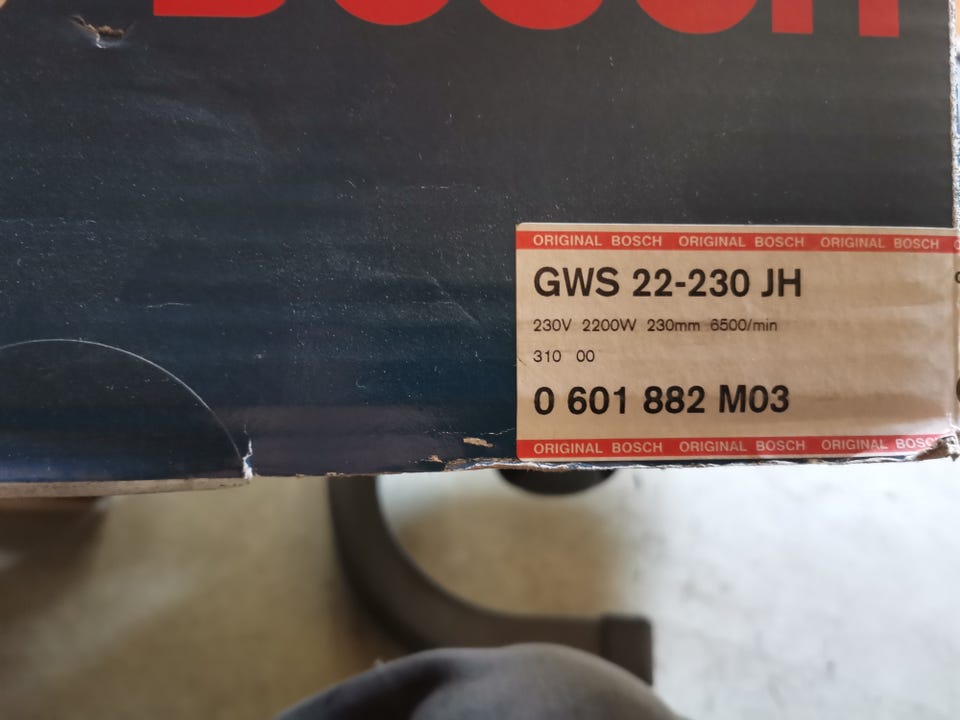 BOSCH
ORIGINAL BOSCH ORIGINAL BOSCH ORIGINAL BOSCH
GWS 22-230 JH
230V 2200W 230mm 6500/min
310 00
0 601 882 M03
ORIGINAL BOSCH ORIGINAL BOSCH ORIGINAL BOSCH